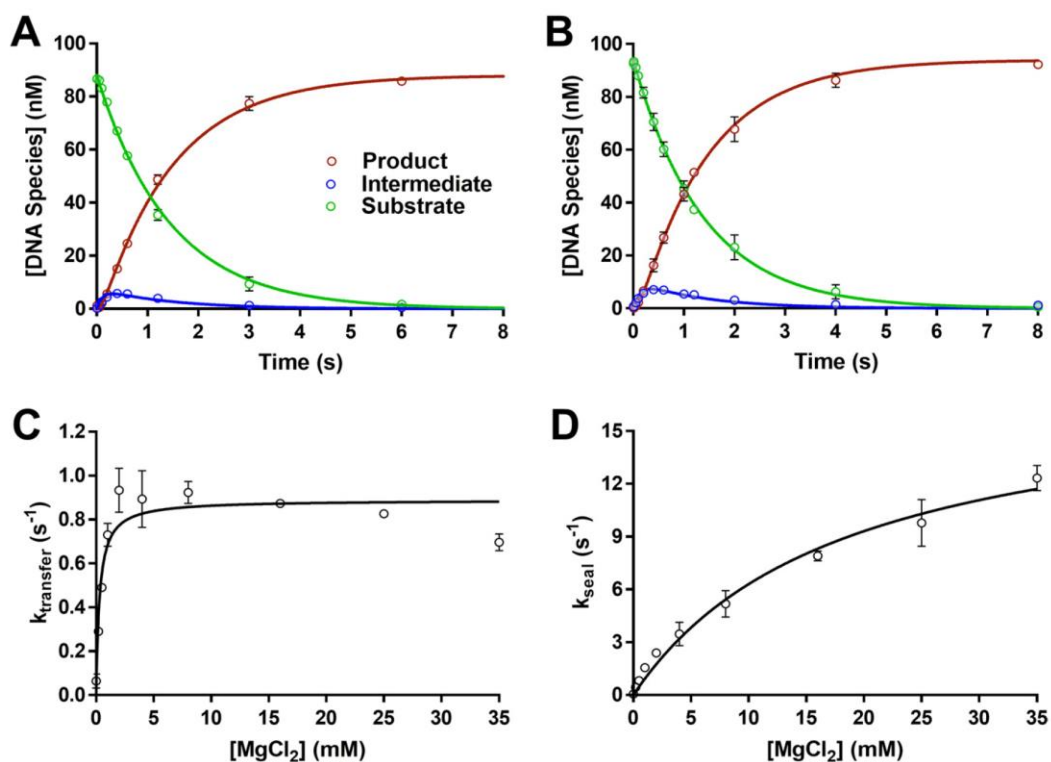 A
B
100
80
60
40
20
0
[DNA Species] (nM)
Product
Intermediate
Substrate
0 1 2 3 4 5 6 7 8
Time (s)
100
80
60
40
20
0
[DNA Species] (nM)
0 1 2 3 4 5 6 7 8
Time (s)
C
D
1.2
1.0
0.8
0.6
0.4
0.2
0.0
k_transfer (s⁻¹)
0 5 10 15 20 25 30 35
[MgCl₂] (mM)
15
12
9
6
3
0
k_seal (s⁻¹)
0 5 10 15 20 25 30 35
[MgCl₂] (mM)